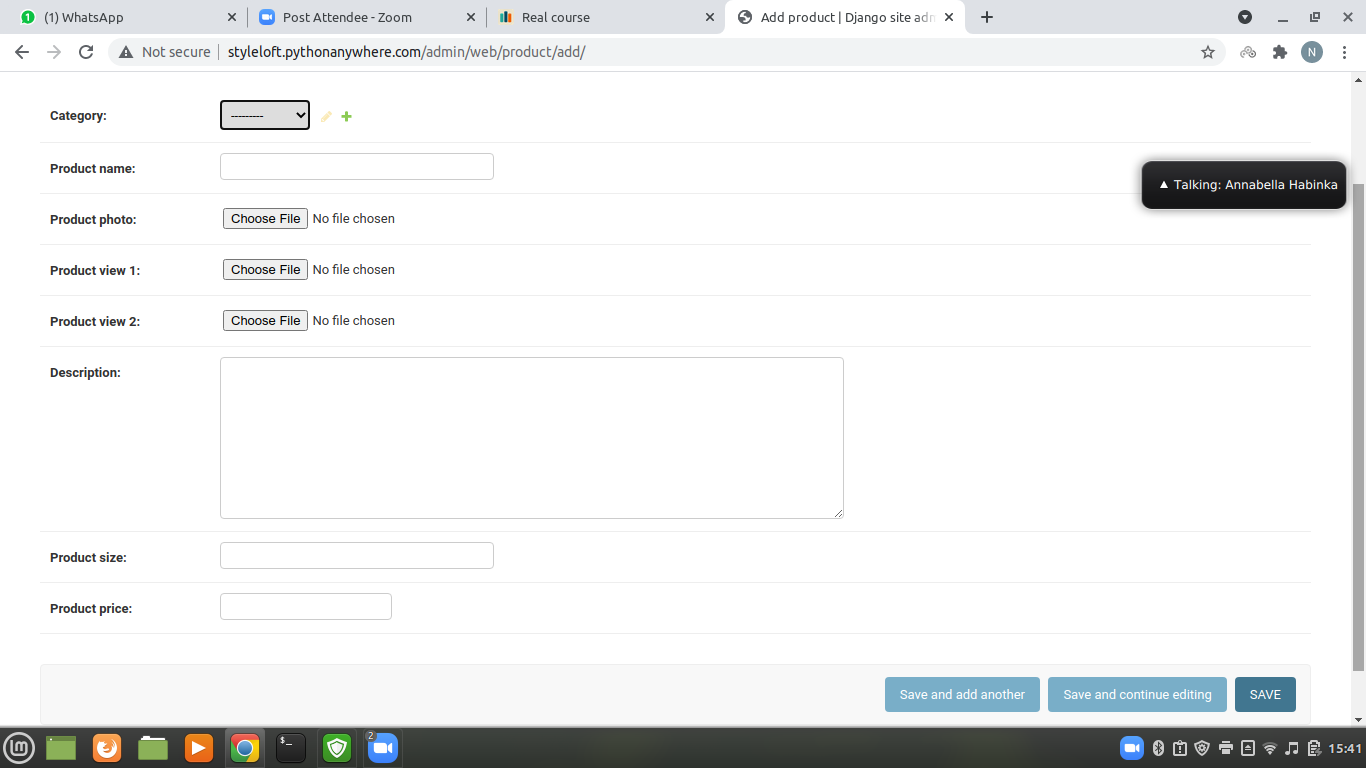 1 (1) WhatsApp
Post Attendee - Zoom
Real course
Add product | Django site adm
Not secure styleloft.pythonanywhere.com/admin/web/product/add/
N
Category: ---------
Product name:
Talking: Annabella Habinka
Product photo: Choose File No file chosen
Product view 1: Choose File No file chosen
Product view 2: Choose File No file chosen
Description:
Product size:
Product price:
Save and add another Save and continue editing SAVE
$_
2
15:41